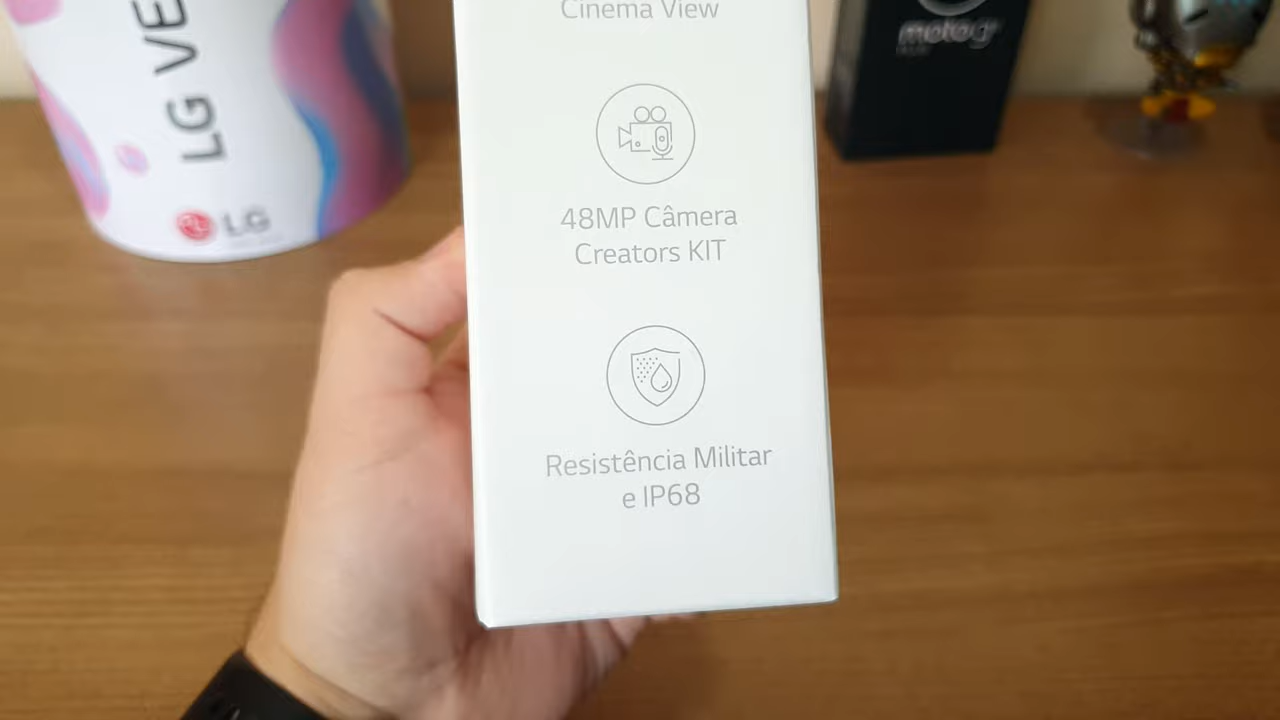 Cinema View
LG VE
LG
moto g
48MP Câmera
Creators KIT
Resistência Militar
e IP68